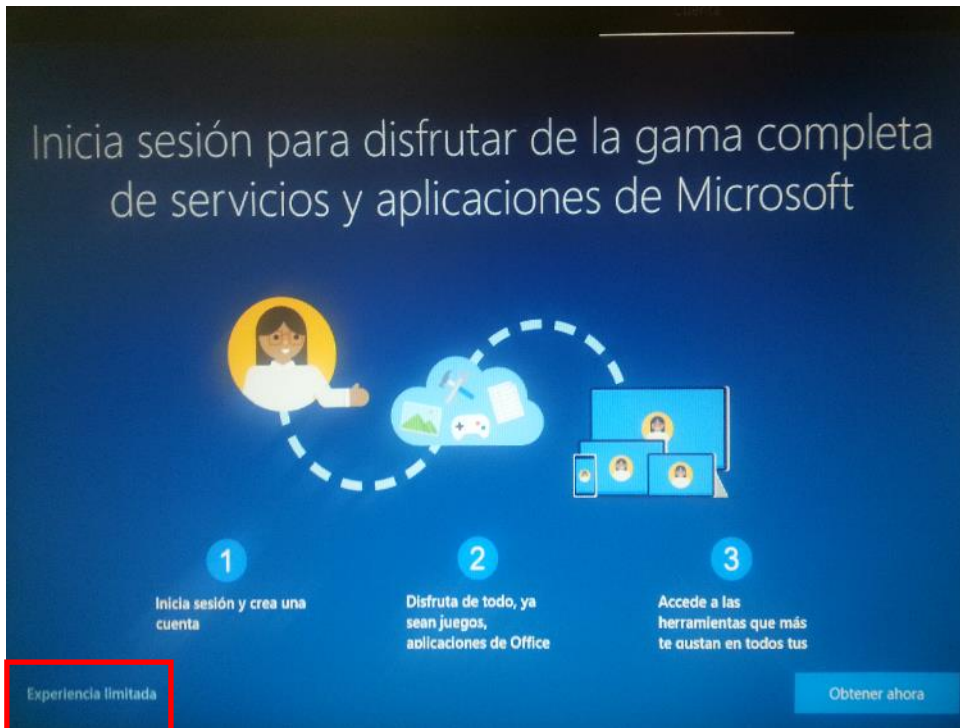 Cuenta
Inicia sesión para disfrutar de la gama completa
de servicios y aplicaciones de Microsoft
1
Inicia sesión y crea una
cuenta
2
Disfruta de todo, ya
sean juegos,
aplicaciones de Office
3
Accede a las
herramientas que más
te gustan en todos tus
Experiencia limitada
Obtener ahora